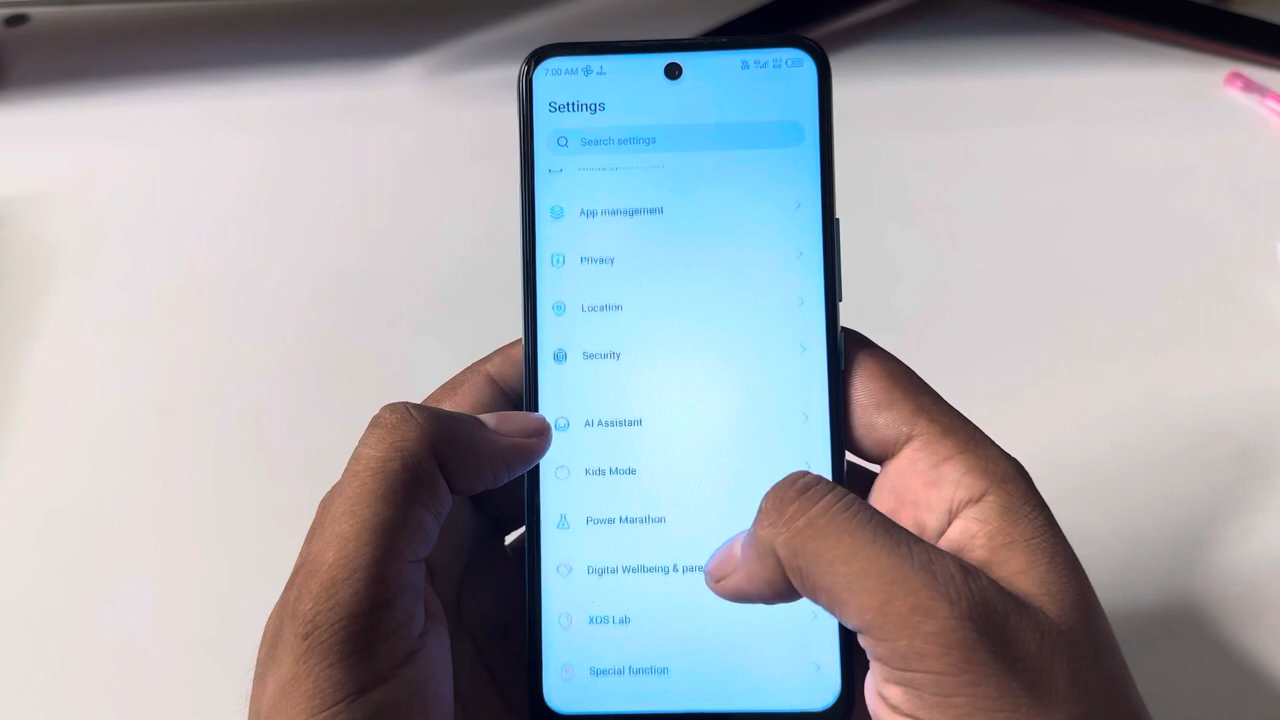 7:00 AM
Settings
Search settings
App management
Privacy
Location
Security
AI Assistant
Kids Mode
Power Marathon
Digital Wellbeing & pare
XOS Lab
Special function